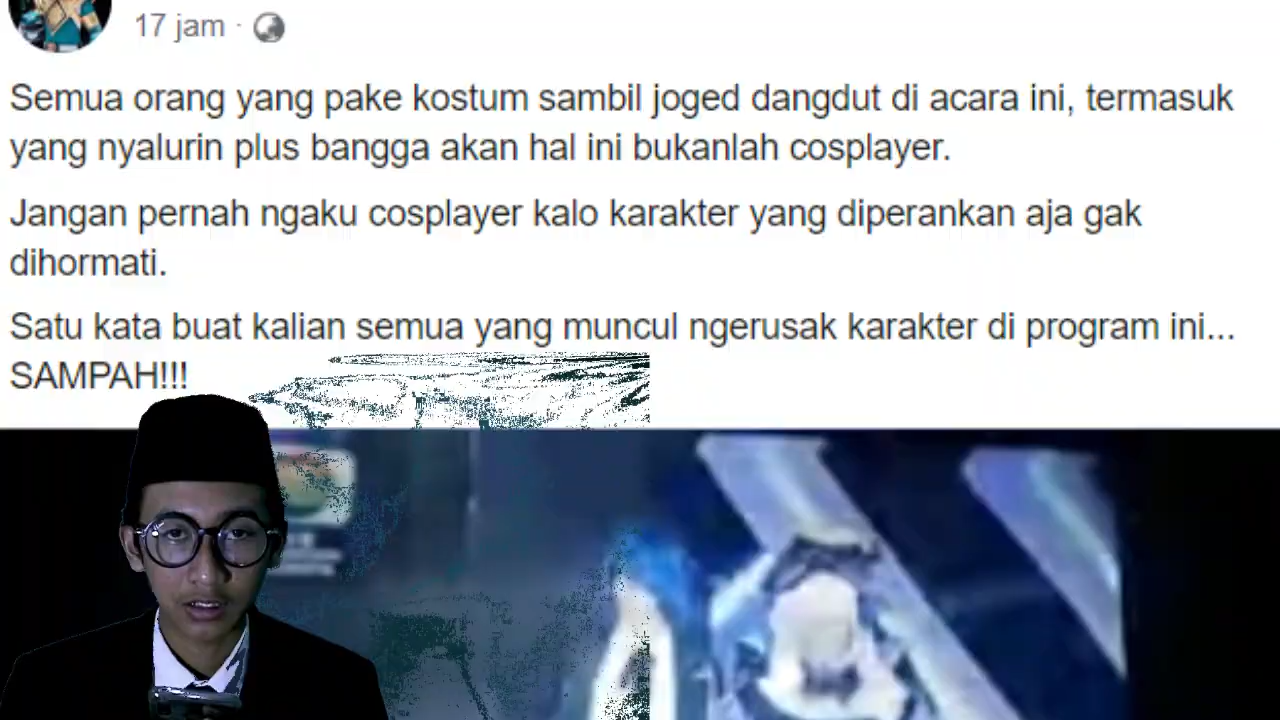 17 jam ·
Semua orang yang pake kostum sambil joged dangdut di acara ini, termasuk
yang nyalurin plus bangga akan hal ini bukanlah cosplayer.
Jangan pernah ngaku cosplayer kalo karakter yang diperankan aja gak
dihormati.
Satu kata buat kalian semua yang muncul ngerusak karakter di program ini...
SAMPAH!!!